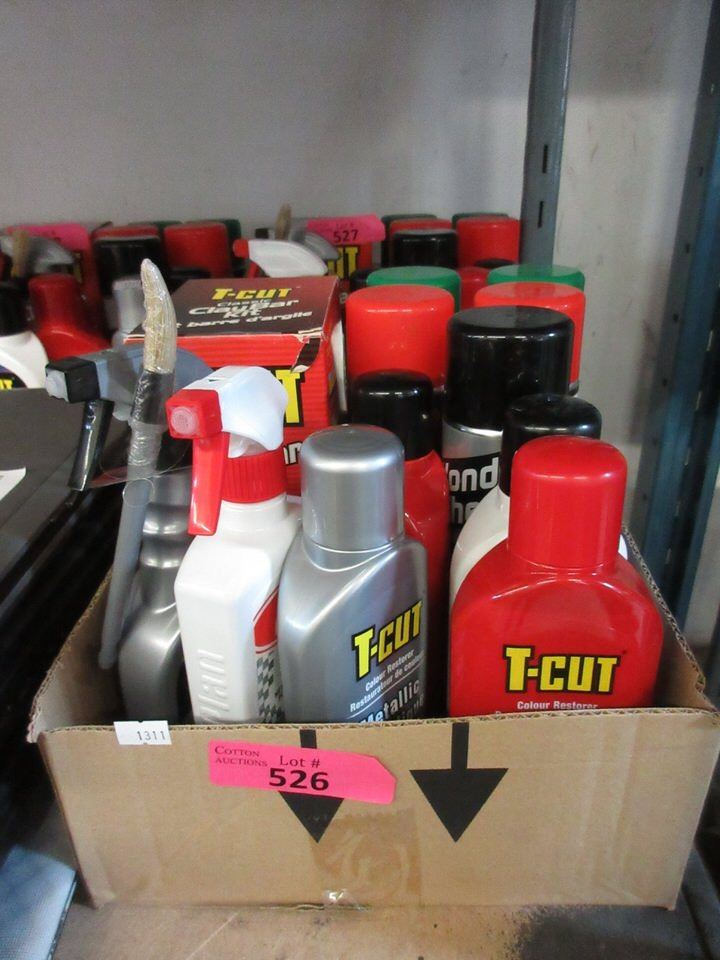 527
T-CUT
Classic
Clay Bar
Kit
barre d'argile
T-CUT
Colour Restorer
Restaurateur de couleur
Metallic
T-CUT
Colour Restorer
1311
COTTON
AUCTIONS
Lot #
526